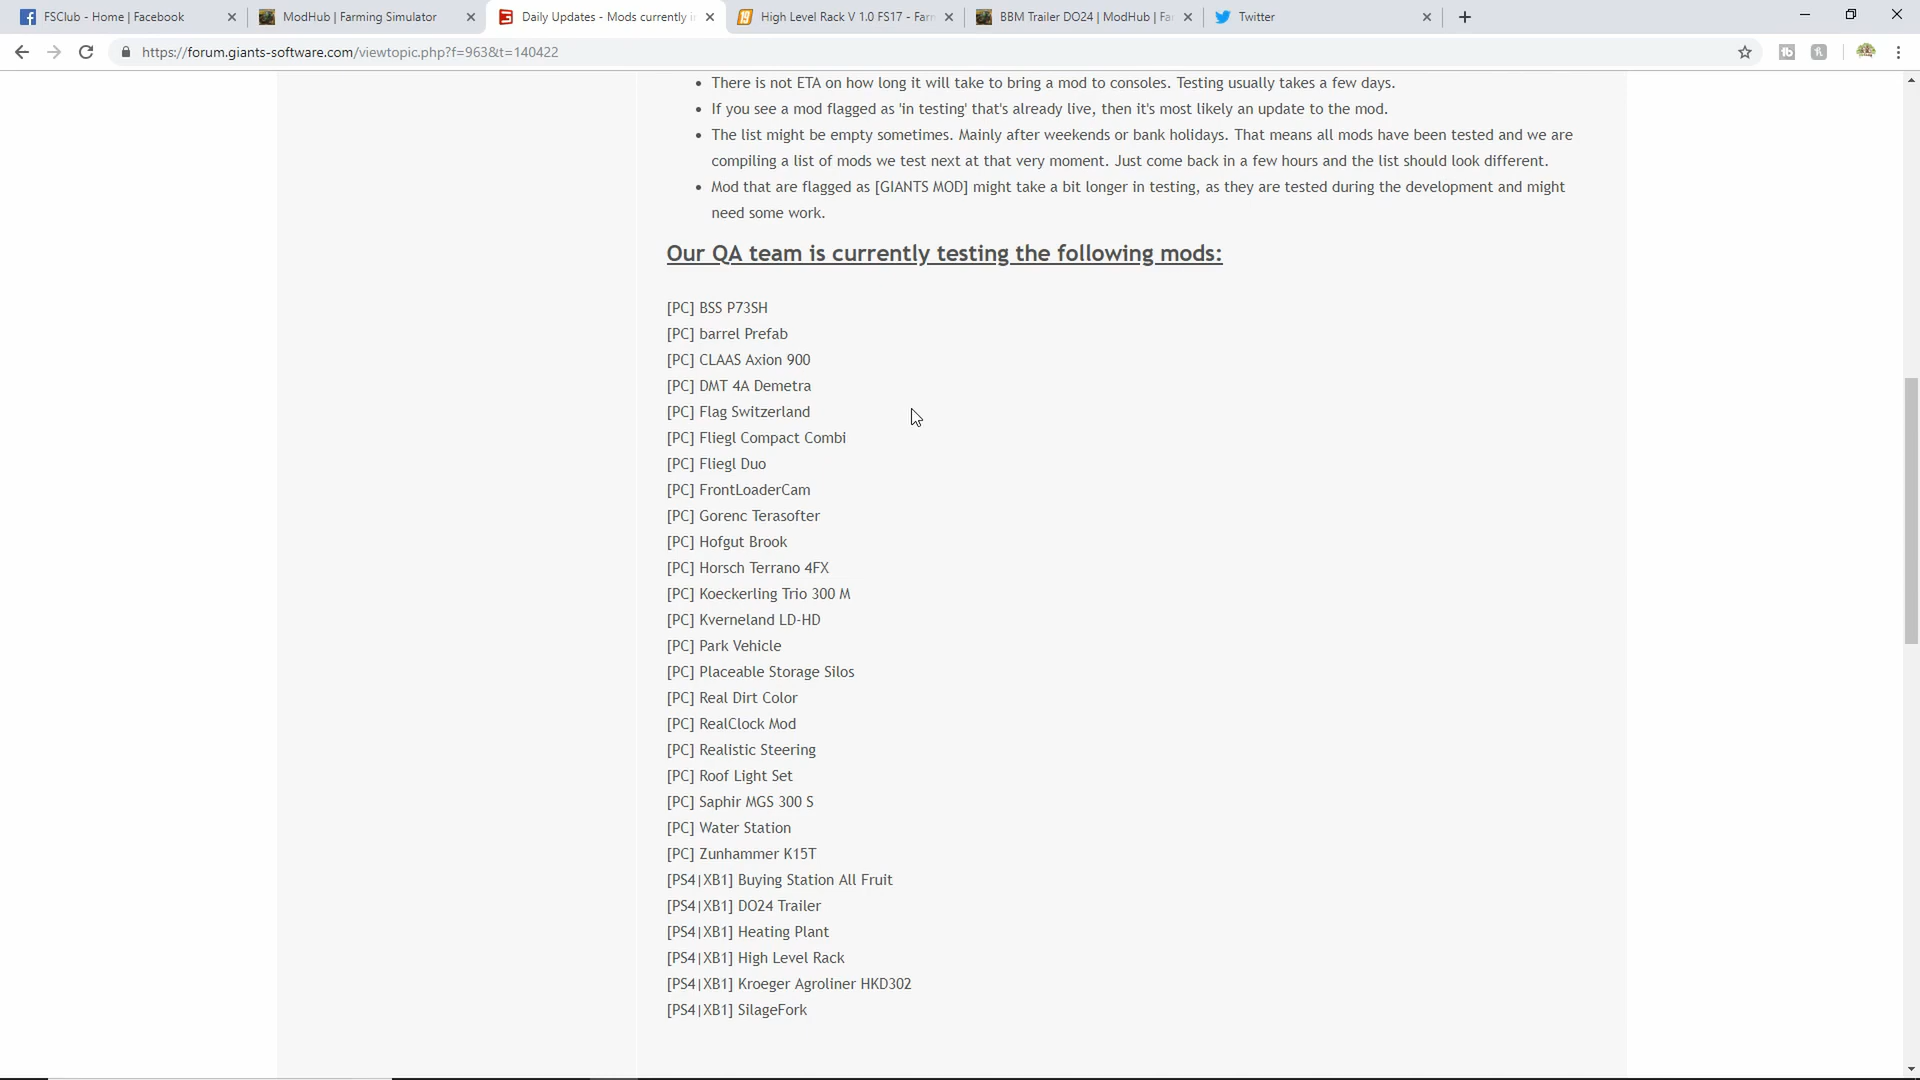 FSClub - Home | Facebook
ModHub | Farming Simulator
Daily Updates - Mods currently i
High Level Rack V 1.0 FS17 - Farm
BBM Trailer DO24 | ModHub | Fa
Twitter
https://forum.giants-software.com/viewtopic.php?f=963&t=140422
• There is not ETA on how long it will take to bring a mod to consoles. Testing usually takes a few days.
• If you see a mod flagged as 'in testing' that's already live, then it's most likely an update to the mod.
• The list might be empty sometimes. Mainly after weekends or bank holidays. That means all mods have been tested and we are
compiling a list of mods we test next at that very moment. Just come back in a few hours and the list should look different.
• Mod that are flagged as [GIANTS MOD] might take a bit longer in testing, as they are tested during the development and might
need some work.
Our QA team is currently testing the following mods:
[PC] BSS P73SH
[PC] barrel Prefab
[PC] CLAAS Axion 900
[PC] DMT 4A Demetra
[PC] Flag Switzerland
[PC] Fliegl Compact Combi
[PC] Fliegl Duo
[PC] FrontLoaderCam
[PC] Gorenc Terasofter
[PC] Hofgut Brook
[PC] Horsch Terrano 4FX
[PC] Koeckerling Trio 300 M
[PC] Kverneland LD-HD
[PC] Park Vehicle
[PC] Placeable Storage Silos
[PC] Real Dirt Color
[PC] RealClock Mod
[PC] Realistic Steering
[PC] Roof Light Set
[PC] Saphir MGS 300 S
[PC] Water Station
[PC] Zunhammer K15T
[PS4|XB1] Buying Station All Fruit
[PS4|XB1] DO24 Trailer
[PS4|XB1] Heating Plant
[PS4|XB1] High Level Rack
[PS4|XB1] Kroeger Agroliner HKD302
[PS4|XB1] SilageFork